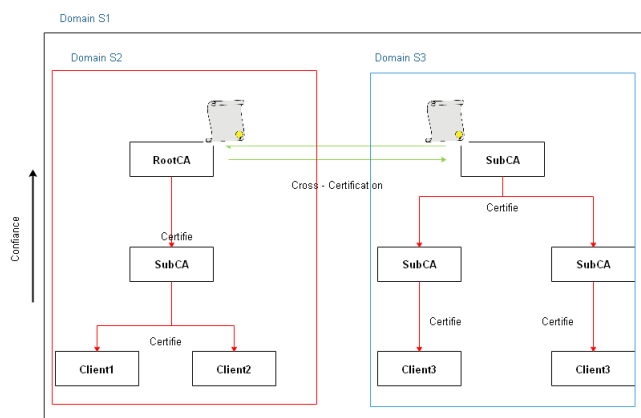 Domain S1
Domain S2
Domain S3
RootCA
SubCA
Cross - Certification
Certifie
Confiance
Certifie
SubCA
SubCA
SubCA
Certifie
Certifie
Certifie
Client1
Client2
Client3
Client3